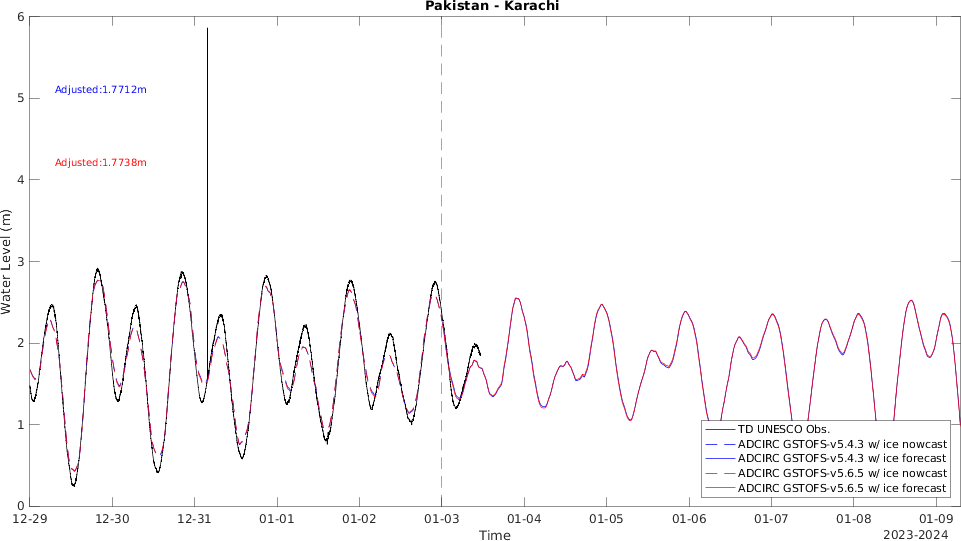 Pakistan - Karachi
Water Level (m)
6
5
4
3
2
1
0
Adjusted:1.7712m
Adjusted:1.7738m
TD UNESCO Obs.
ADCIRC GSTOFS-v5.4.3 w/ ice nowcast
ADCIRC GSTOFS-v5.4.3 w/ ice forecast
ADCIRC GSTOFS-v5.6.5 w/ ice nowcast
ADCIRC GSTOFS-v5.6.5 w/ ice forecast
12-29 12-30 12-31 01-01 01-02 01-03 01-04 01-05 01-06 01-07 01-08 01-09
Time
2023-2024